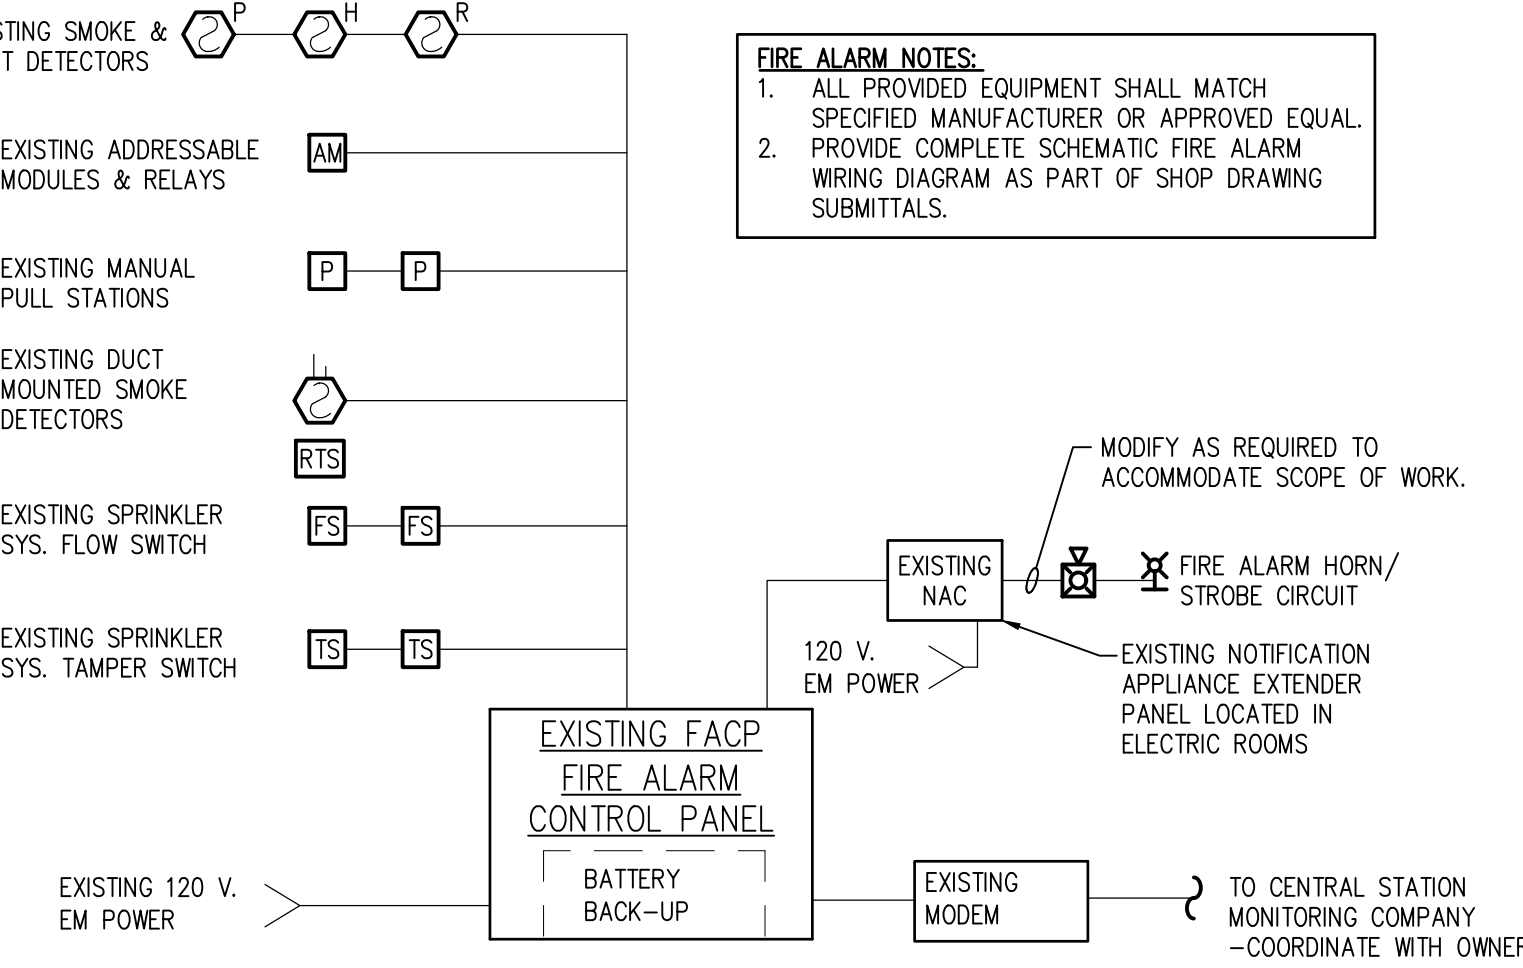 P H R
STING SMOKE &
T DETECTORS
FIRE ALARM NOTES:
1. ALL PROVIDED EQUIPMENT SHALL MATCH
SPECIFIED MANUFACTURER OR APPROVED EQUAL.
2. PROVIDE COMPLETE SCHEMATIC FIRE ALARM
WIRING DIAGRAM AS PART OF SHOP DRAWING
SUBMITTALS.
EXISTING ADDRESSABLE
MODULES & RELAYS
AM
EXISTING MANUAL
PULL STATIONS
P P
EXISTING DUCT
MOUNTED SMOKE
DETECTORS
RTS
EXISTING SPRINKLER
SYS. FLOW SWITCH
FS FS
EXISTING SPRINKLER
SYS. TAMPER SWITCH
TS TS
MODIFY AS REQUIRED TO
ACCOMMODATE SCOPE OF WORK.
EXISTING
NAC
FIRE ALARM HORN/
STROBE CIRCUIT
120 V.
EM POWER
EXISTING NOTIFICATION
APPLIANCE EXTENDER
PANEL LOCATED IN
ELECTRIC ROOMS
EXISTING FACP
FIRE ALARM
CONTROL PANEL
BATTERY
BACK-UP
EXISTING 120 V.
EM POWER
EXISTING
MODEM
TO CENTRAL STATION
MONITORING COMPANY
-COORDINATE WITH OWNER